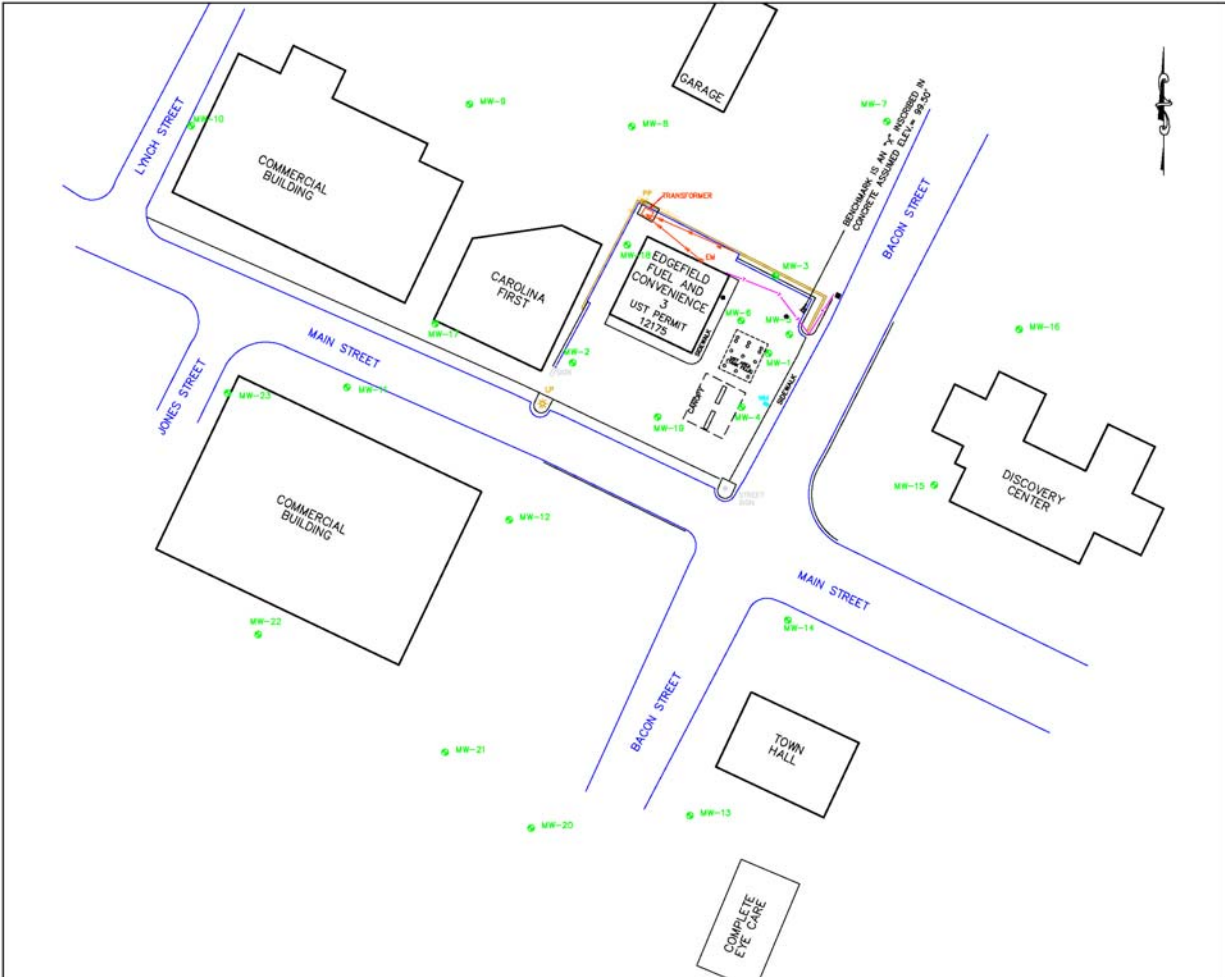 GARAGE
MW-9
MW-8
MW-7
MW-10
LYNCH STREET
COMMERCIAL
BUILDING
BENCHMARK IS AN "X" INSCRIBED IN
CONCRETE ASSUMED ELEV.= 99.50'
BACON STREET
PP
TRANSFORMER
MW-18
EM
MW-3
EDGEFIELD
FUEL AND
CONVENIENCE
3
UST PERMIT
12175
CAROLINA
FIRST
MW-6
MW-5
MW-16
MW-17
MAIN STREET
SIDEWALK
MW-2
SIGN
MW-1
JONES STREET
MW-23
MW-11
LP
CANOPY
MW-4
MH
SIDEWALK
MW-19
COMMERCIAL
BUILDING
MW-12
STREET
SIGN
MW-15
DISCOVERY
CENTER
MAIN STREET
MW-22
MW-14
BACON STREET
TOWN
HALL
MW-21
MW-20
MW-13
COMPLETE
EYE CARE